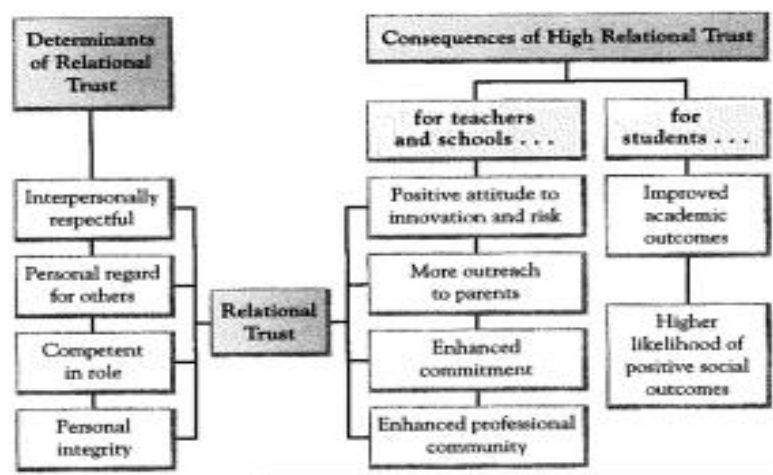 Determinants
of Relational
Trust
Interpersonally
respectful
Personal regard
for others
Competent
in role
Personal
integrity
Relational
Trust
Consequences of High Relational Trust
for teachers
and schools . . .
Positive attitude to
innovation and risk
More outreach
to parents
Enhanced
commitment
Enhanced professional
community
for
students . . .
Improved
academic
outcomes
Higher
likelihood of
positive social
outcomes